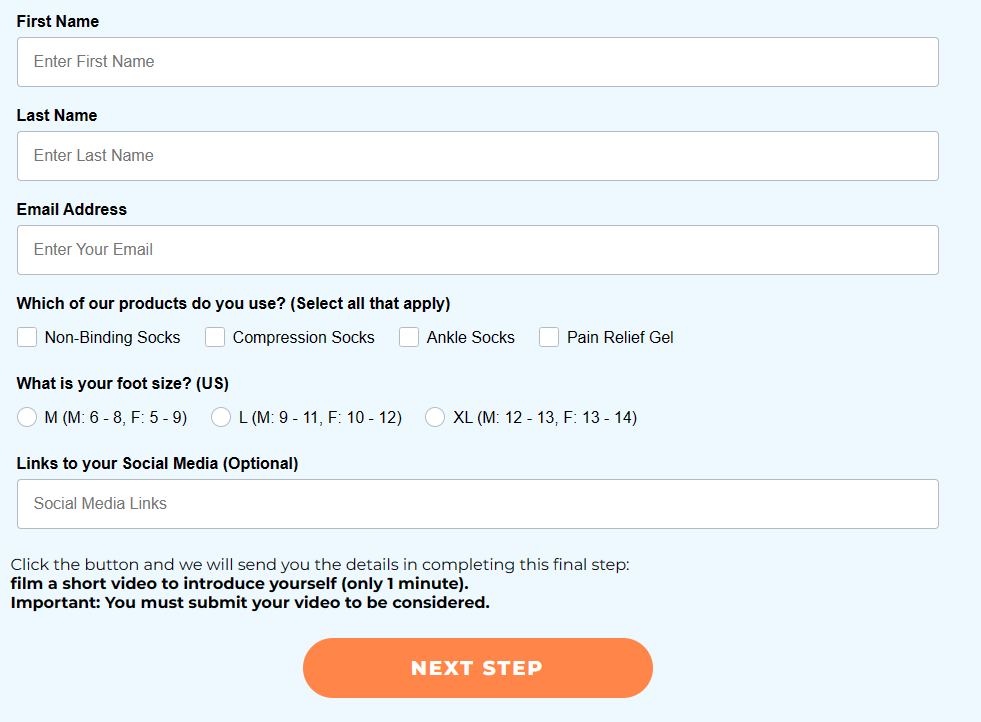 First Name
Enter First Name
Last Name
Enter Last Name
Email Address
Enter Your Email
Which of our products do you use? (Select all that apply)
Non-Binding Socks Compression Socks Ankle Socks Pain Relief Gel
What is your foot size? (US)
M (M: 6 - 8, F: 5 - 9) L (M: 9 - 11, F: 10 - 12) XL (M: 12 - 13, F: 13 - 14)
Links to your Social Media (Optional)
Social Media Links
Click the button and we will send you the details in completing this final step:
film a short video to introduce yourself (only 1 minute).
Important: You must submit your video to be considered.
NEXT STEP